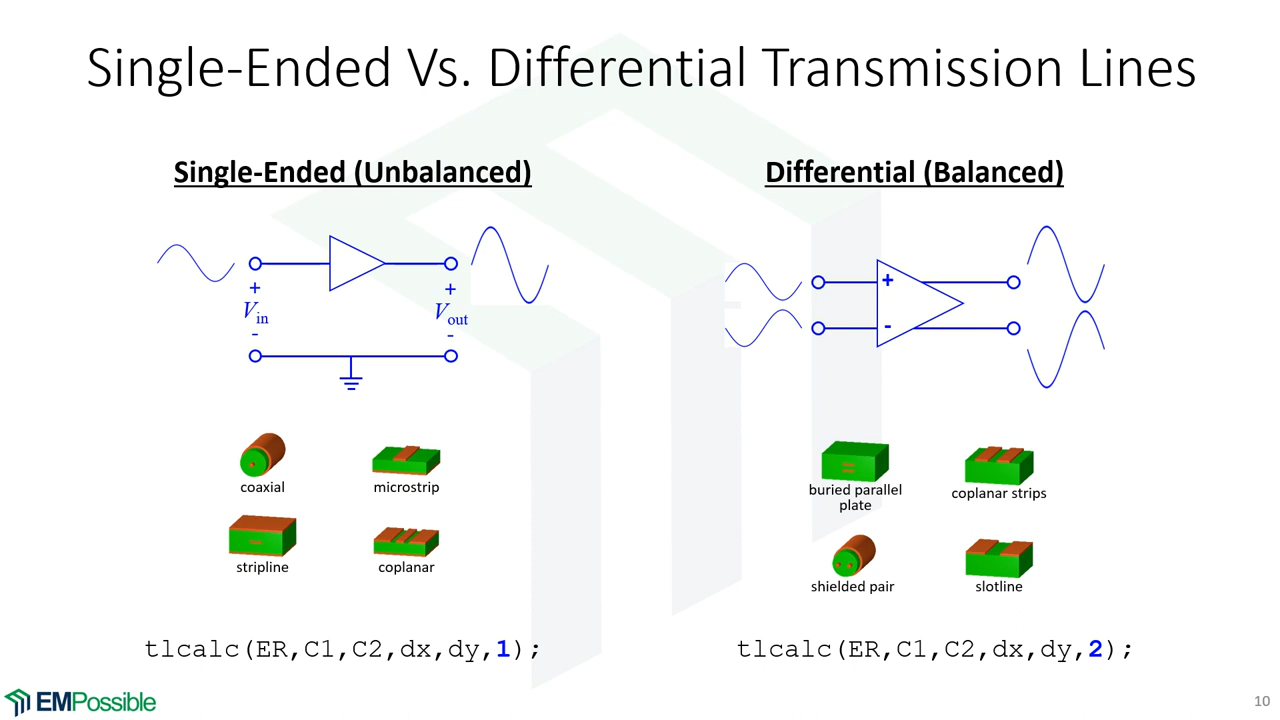 Single-Ended Vs. Differential Transmission Lines
Single-Ended (Unbalanced)
+
Vin
-
+
Vout
-
coaxial
microstrip
stripline
coplanar
tlcalc(ER,C1,C2,dx,dy,1);
Differential (Balanced)
+
-
buried parallel
plate
coplanar strips
shielded pair
slotline
tlcalc(ER,C1,C2,dx,dy,2);
EMPossible
10